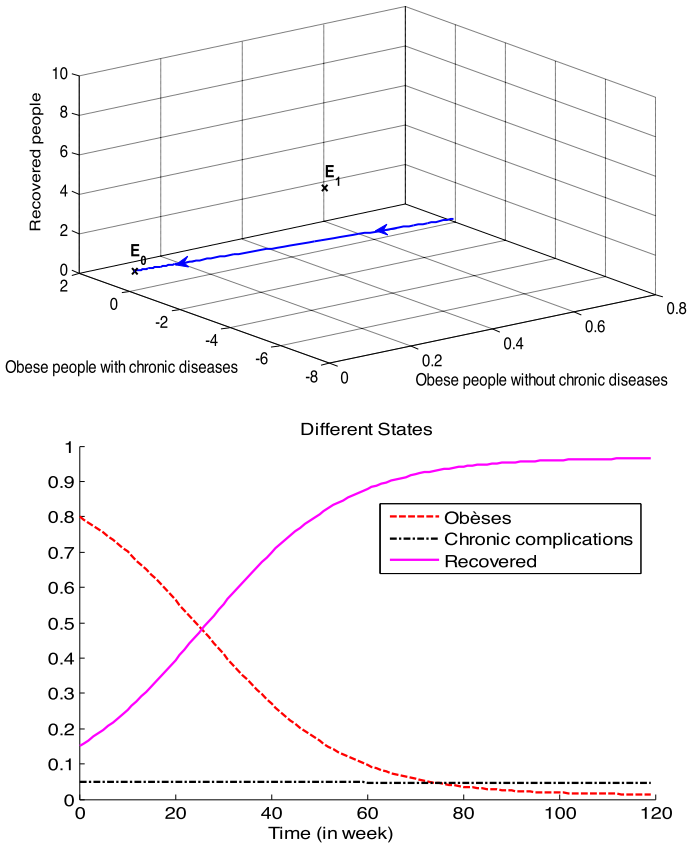 10
8
6
4
2
0
Recovered people
E1
E0
2
0
-2
-4
-6
-8
Obese people with chronic diseases
0
0.2
0.4
0.6
0.8
Obese people without chronic diseases
Different States
1
0.9
0.8
0.7
0.6
0.5
0.4
0.3
0.2
0.1
0
Obèses
Chronic complications
Recovered
0 20 40 60 80 100 120
Time (in week)